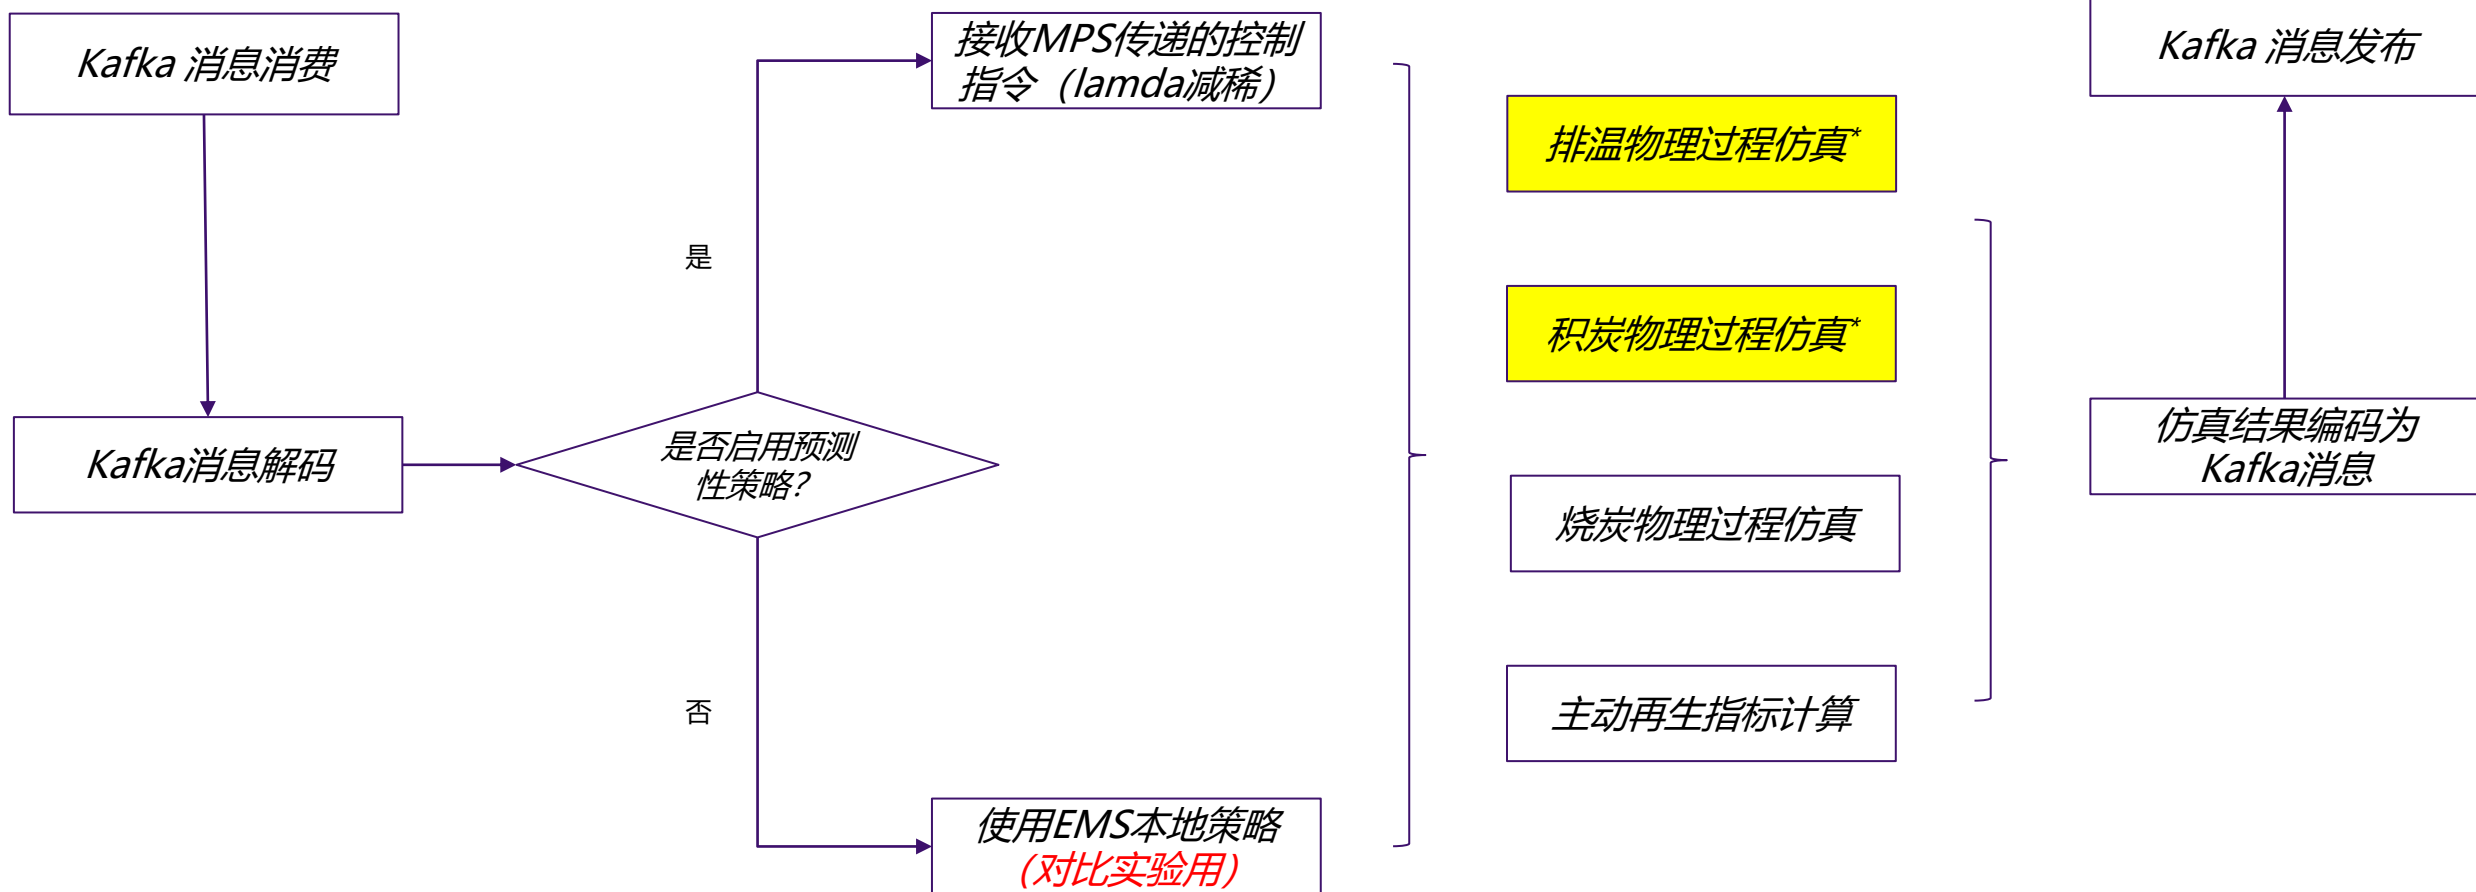 Kafka 消息消费
Kafka消息解码
是否启用预测
性策略？
是
否
接收MPS传递的控制
指令（lamda减稀）
使用EMS本地策略
（对比实验用）
排温物理过程仿真*
积炭物理过程仿真*
烧炭物理过程仿真
主动再生指标计算
仿真结果编码为
Kafka消息
Kafka 消息发布